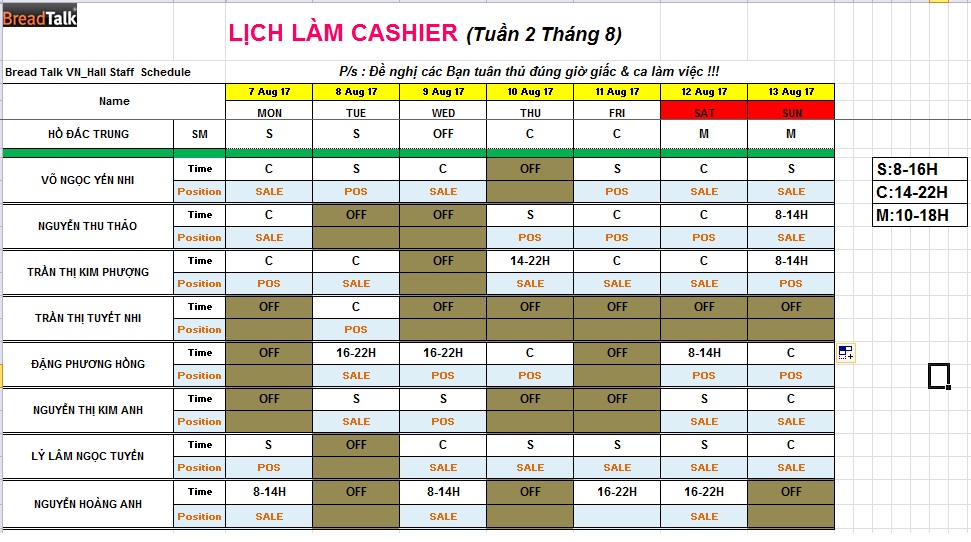 BreadTalk
LỊCH LÀM CASHIER (Tuần 2 Tháng 8)
Bread Talk VN_Hall Staff Schedule P/s : Đề nghị các Bạn tuân thủ đúng giờ giấc & ca làm việc !!!
Name 7 Aug 17 8 Aug 17 9 Aug 17 10 Aug 17 11 Aug 17 12 Aug 17 13 Aug 17
MON TUE WED THU FRI SAT SUN
HỒ ĐẮC TRUNG SM S S OFF C C M M
VÕ NGỌC YẾN NHI Time C S C OFF S C S
Position SALE POS SALE POS SALE SALE
NGUYỄN THU THẢO Time C OFF OFF S C C 8-14H
Position SALE POS POS POS SALE
TRẦN THỊ KIM PHƯỢNG Time C C OFF 14-22H C C 8-14H
Position POS SALE SALE SALE SALE POS
TRẦN THỊ TUYẾT NHI Time OFF C OFF OFF OFF OFF OFF
Position POS
ĐẶNG PHƯƠNG HỒNG Time OFF 16-22H 16-22H C OFF 8-14H C
Position SALE POS POS POS POS
NGUYỄN THỊ KIM ANH Time OFF S S OFF OFF S C
Position SALE POS SALE SALE
LÝ LÂM NGỌC TUYỀN Time S OFF C S S S C
Position POS SALE SALE SALE SALE SALE
NGUYỄN HOÀNG ANH Time 8-14H OFF 8-14H OFF 16-22H 16-22H OFF
Position SALE SALE SALE
S:8-16H
C:14-22H
M:10-18H